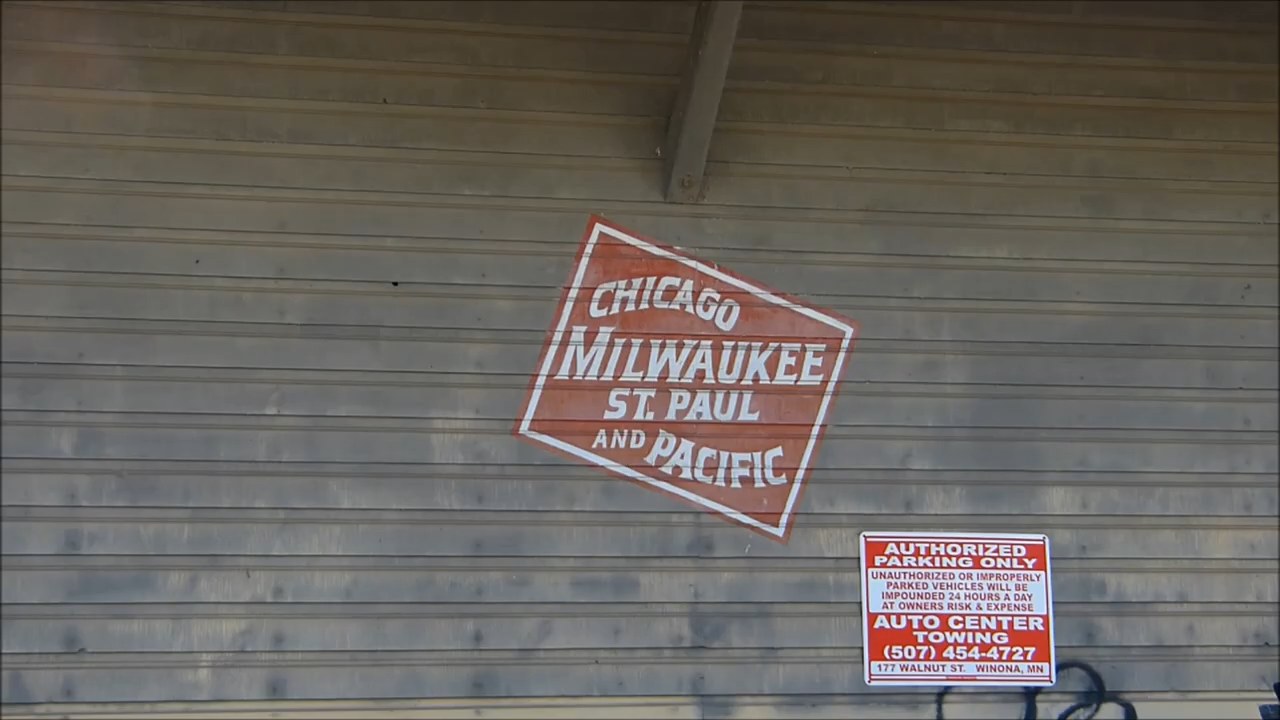 CHICAGO
MILWAUKEE
ST. PAUL
AND PACIFIC
AUTHORIZED
PARKING ONLY
UNAUTHORIZED OR IMPROPERLY
PARKED VEHICLES WILL BE
IMPOUNDED 24 HOURS A DAY
AT OWNERS RISK & EXPENSE
AUTO CENTER
TOWING
(507) 454-4727
177 WALNUT ST. WINONA, MN